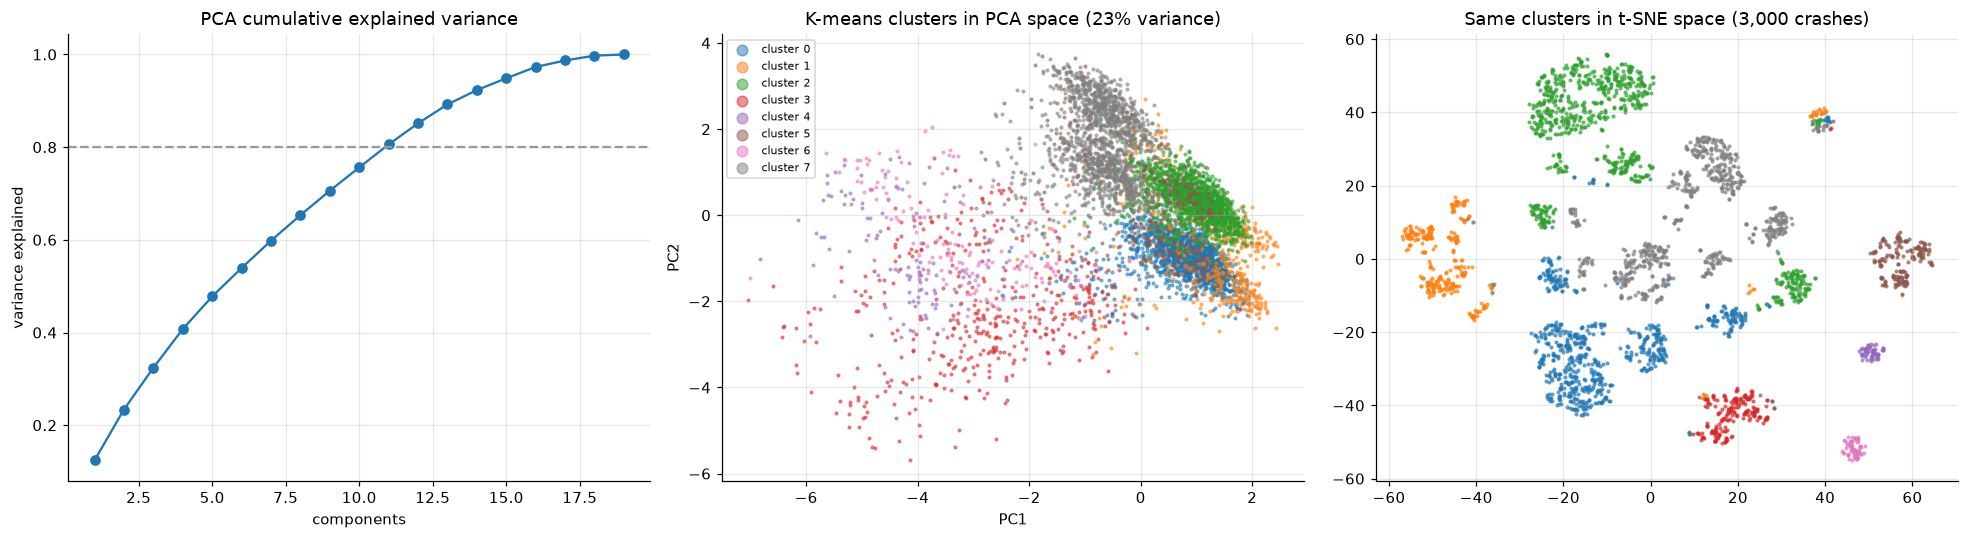 PCA cumulative explained variance
variance explained
1.0
0.8
0.6
0.4
0.2
2.5 5.0 7.5 10.0 12.5 15.0 17.5
components
K-means clusters in PCA space (23% variance)
cluster 0
cluster 1
cluster 2
cluster 3
cluster 4
cluster 5
cluster 6
cluster 7
PC2
4
2
0
−2
−4
−6
−6 −4 −2 0 2
PC1
Same clusters in t-SNE space (3,000 crashes)
60
40
20
0
−20
−40
−60
−60 −40 −20 0 20 40 60